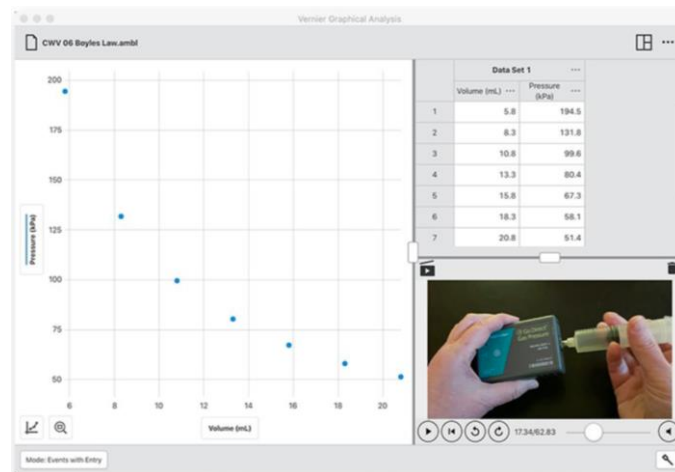 Vernier Graphical Analysis
CWV 06 Boyles Law.ambl
200
175
150
125
100
75
50
Pressure (kPa)
6 8 10 12 14 16 18 20
Volume (mL)
Mode: Events with Entry
Data Set 1
Volume (mL) Pressure (kPa)
1 5.8 194.5
2 8.3 131.8
3 10.8 99.6
4 13.3 80.4
5 15.8 67.3
6 18.3 58.1
7 20.8 51.4
Go Direct
Gas Pressure
17.34/62.83